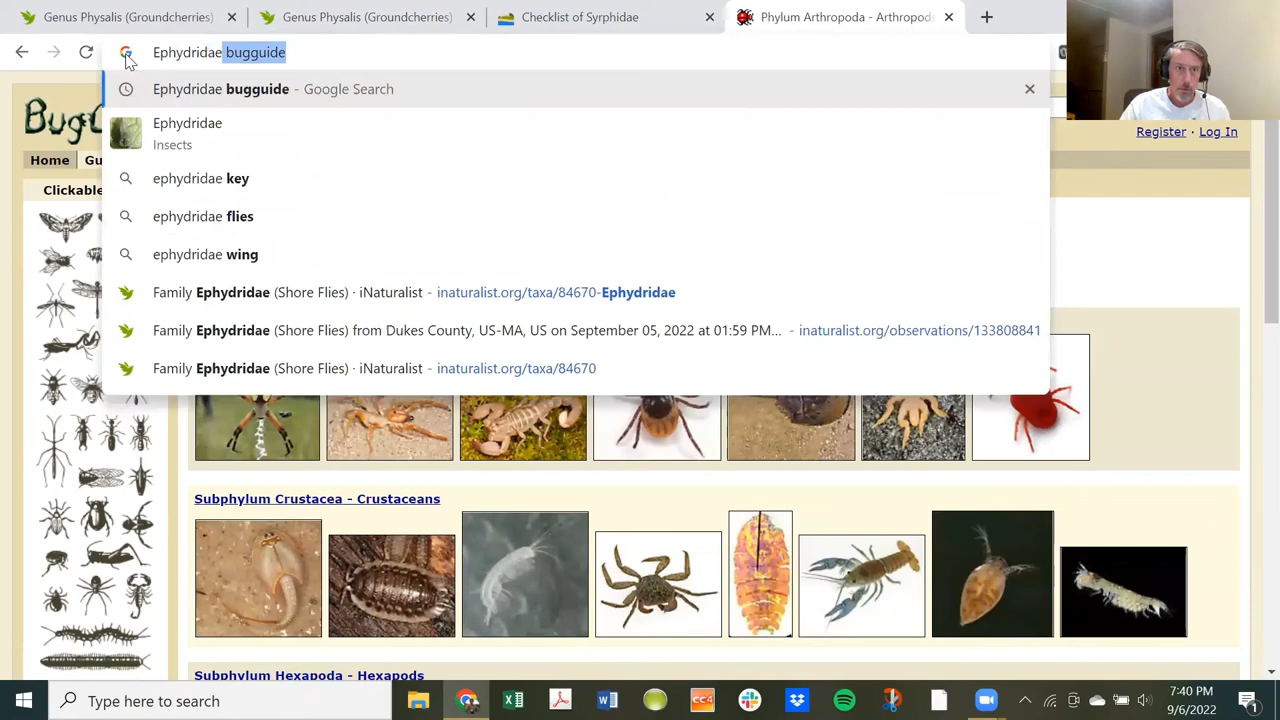 Genus Physalis (Groundcherries)
Genus Physalis (Groundcherries)
Checklist of Syrphidae
Phylum Arthropoda - Arthropods
Ephydridae bugguide
Ephydridae bugguide - Google Search
Ephydridae
Insects
ephydridae key
ephydridae flies
ephydridae wing
Family Ephydridae (Shore Flies) · iNaturalist - inaturalist.org/taxa/84670-Ephydridae
Family Ephydridae (Shore Flies) from Dukes County, US-MA, US on September 05, 2022 at 01:59 PM... - inaturalist.org/observations/133808841
Family Ephydridae (Shore Flies) · iNaturalist - inaturalist.org/taxa/84670
Register · Log In
Home
Gu
Clickable
Subphylum Crustacea - Crustaceans
Subphylum Hexapoda - Hexapods
Type here to search
CC4
7:40 PM
9/6/2022
1